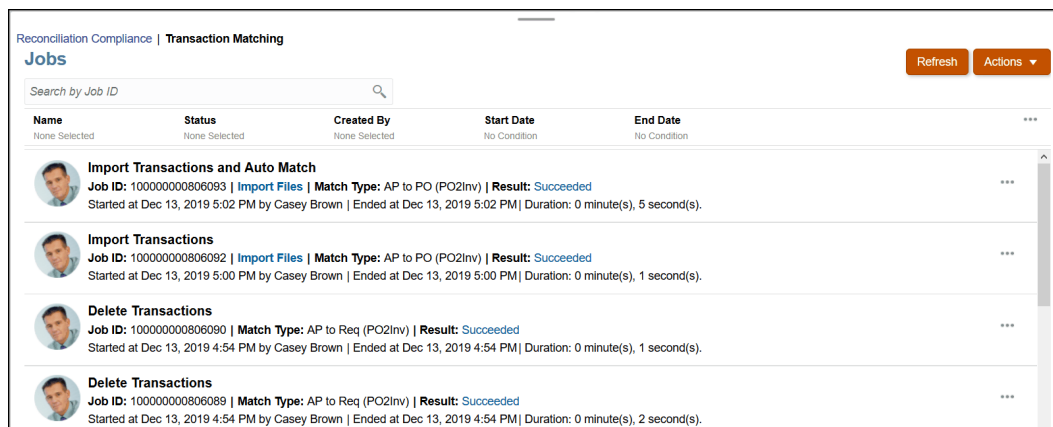 Reconciliation Compliance | Transaction Matching
Jobs
Refresh
Actions
Search by Job ID
Name Status Created By Start Date End Date
None Selected None Selected None Selected No Condition No Condition
Import Transactions and Auto Match
Job ID: 100000000806093 | Import Files | Match Type: AP to PO (PO2Inv) | Result: Succeeded
Started at Dec 13, 2019 5:02 PM by Casey Brown | Ended at Dec 13, 2019 5:02 PM| Duration: 0 minute(s), 5 second(s).
Import Transactions
Job ID: 100000000806092 | Import Files | Match Type: AP to PO (PO2Inv) | Result: Succeeded
Started at Dec 13, 2019 5:00 PM by Casey Brown | Ended at Dec 13, 2019 5:00 PM| Duration: 0 minute(s), 1 second(s).
Delete Transactions
Job ID: 100000000806090 | Match Type: AP to Req (PO2Inv) | Result: Succeeded
Started at Dec 13, 2019 4:54 PM by Casey Brown | Ended at Dec 13, 2019 4:54 PM| Duration: 0 minute(s), 1 second(s).
Delete Transactions
Job ID: 100000000806089 | Match Type: AP to Req (PO2Inv) | Result: Succeeded
Started at Dec 13, 2019 4:54 PM by Casey Brown | Ended at Dec 13, 2019 4:54 PM| Duration: 0 minute(s), 2 second(s).